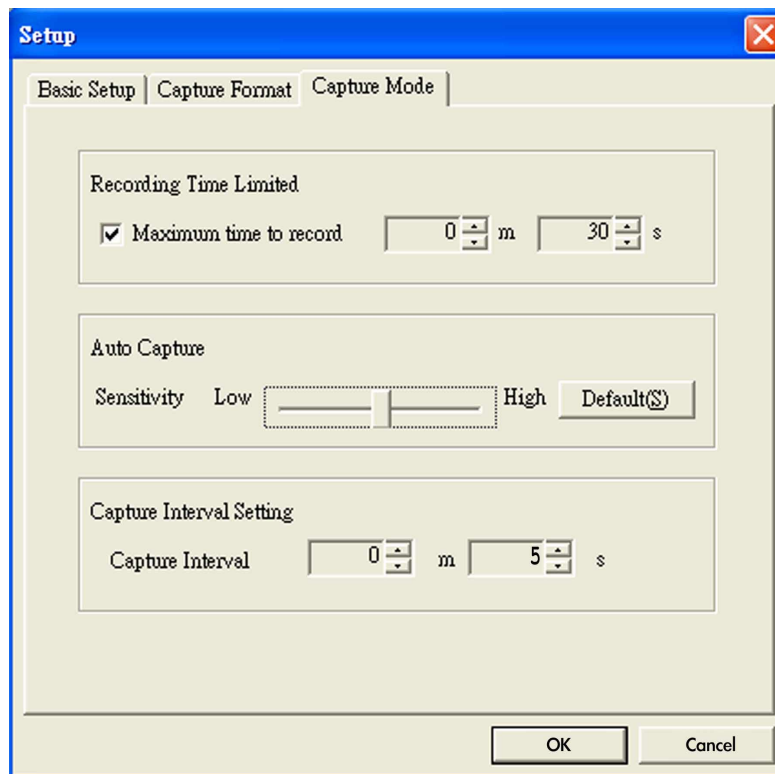 Setup
Basic Setup Capture Format Capture Mode
Recording Time Limited
Maximum time to record 0 m 30 s
Auto Capture
Sensitivity Low High Default(S)
Capture Interval Setting
Capture Interval 0 m 5 s
OK Cancel